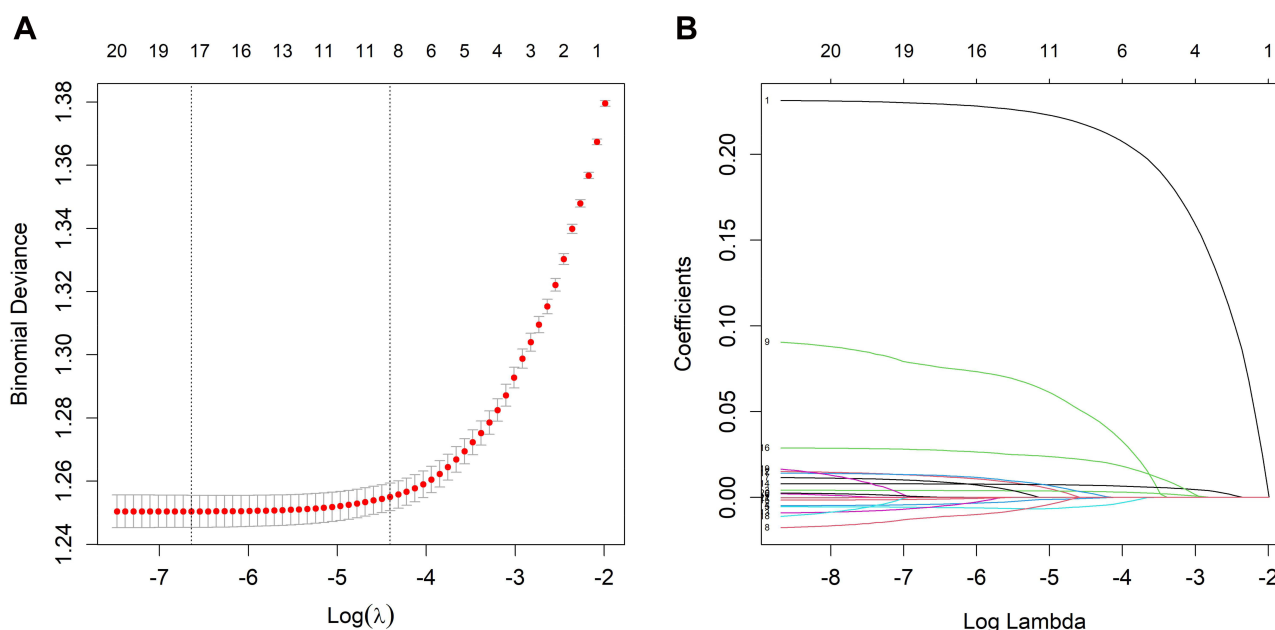 A
20 19 17 16 13 11 11 8 6 5 4 3 2 1
Binomial Deviance
1.38
1.36
1.34
1.32
1.30
1.28
1.26
1.24
-7 -6 -5 -4 -3 -2
Log(λ)
B
20 19 16 11 6 4 1
Coefficients
0.20
0.15
0.10
0.05
0.00
1
9
16
8
-8 -7 -6 -5 -4 -3 -2
Log Lambda